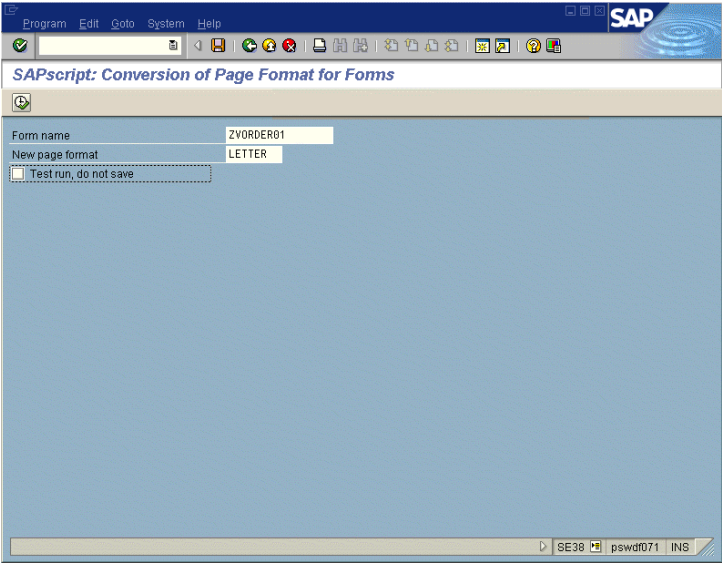 Program Edit Goto System Help
SAP
SAPscript: Conversion of Page Format for Forms
Form name ZVORDER01
New page format LETTER
Test run, do not save
SE38 pswdf071 INS